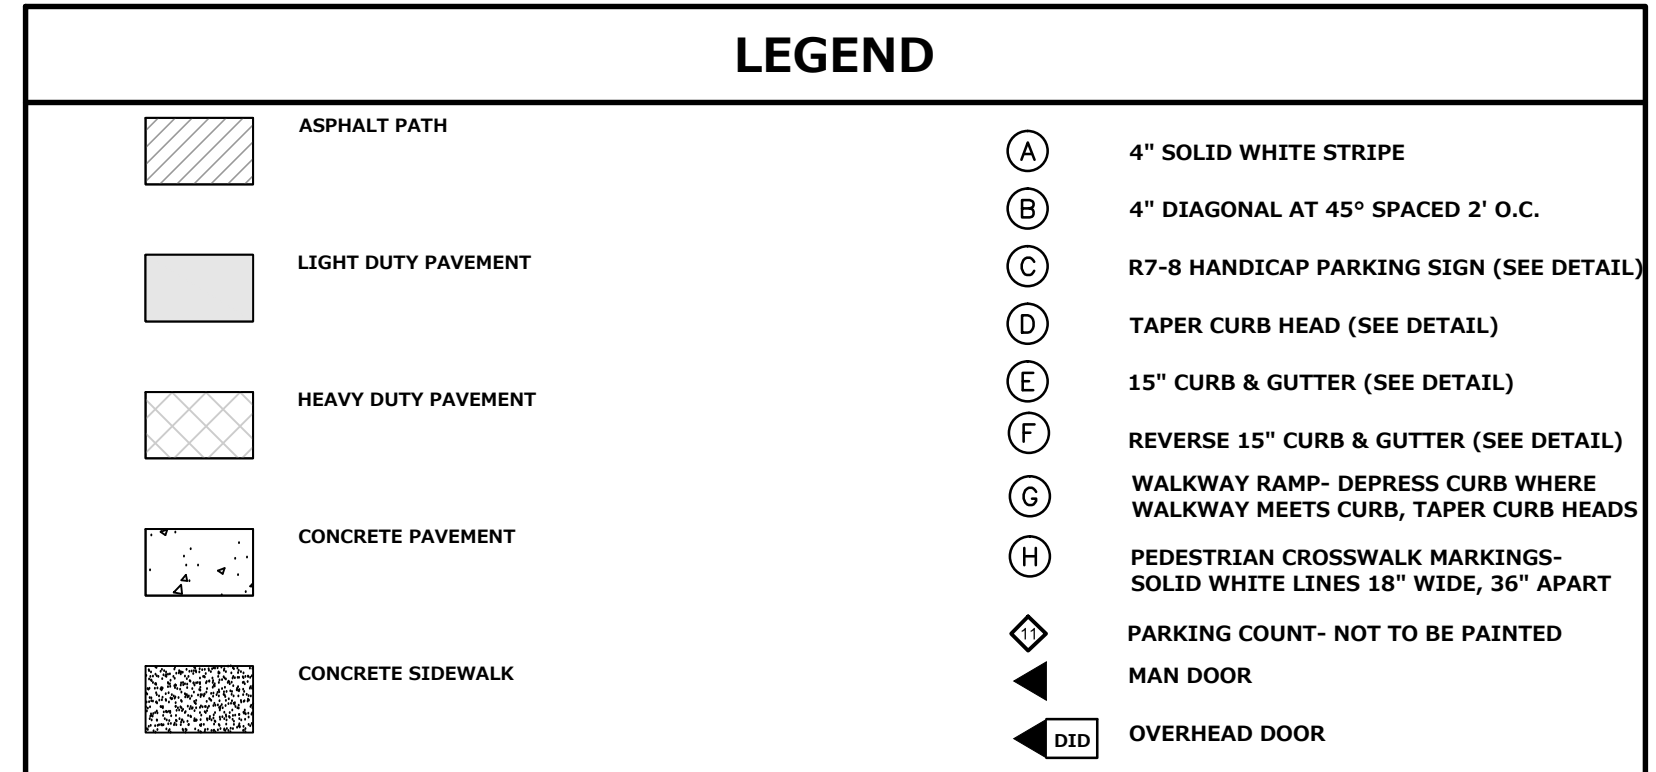 LEGEND
ASPHALT PATH
LIGHT DUTY PAVEMENT
HEAVY DUTY PAVEMENT
CONCRETE PAVEMENT
CONCRETE SIDEWALK
A 4" SOLID WHITE STRIPE
B 4" DIAGONAL AT 45° SPACED 2' O.C.
C R7-8 HANDICAP PARKING SIGN (SEE DETAIL)
D TAPER CURB HEAD (SEE DETAIL)
E 15" CURB & GUTTER (SEE DETAIL)
F REVERSE 15" CURB & GUTTER (SEE DETAIL)
G WALKWAY RAMP- DEPRESS CURB WHERE
WALKWAY MEETS CURB, TAPER CURB HEADS
H PEDESTRIAN CROSSWALK MARKINGS-
SOLID WHITE LINES 18" WIDE, 36" APART
11 PARKING COUNT- NOT TO BE PAINTED
MAN DOOR
DID OVERHEAD DOOR